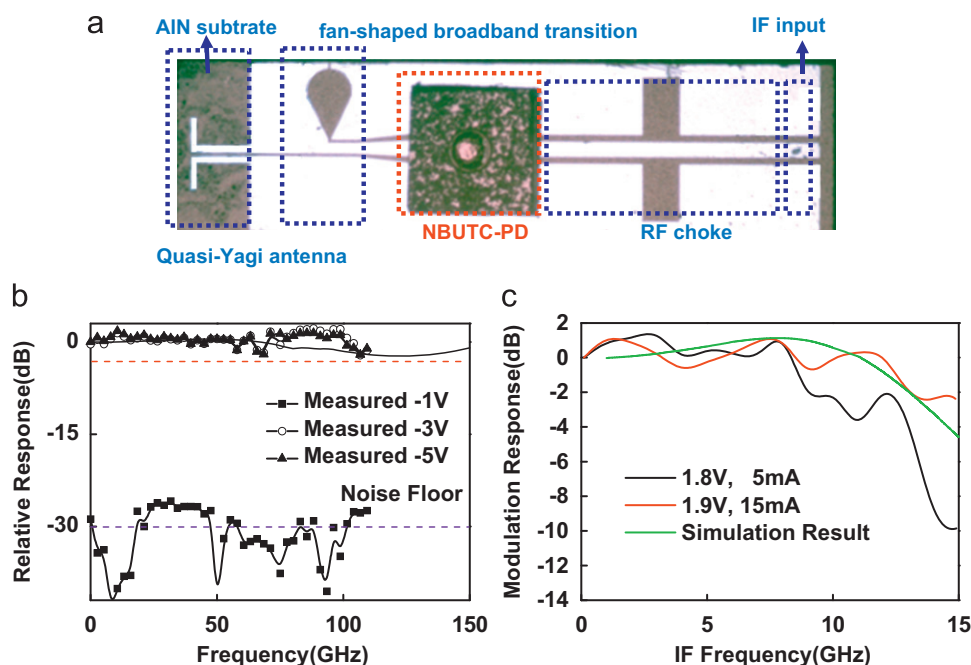 a
AlN subtrate
fan-shaped broadband transition
IF input
NBUTC-PD
RF choke
Quasi-Yagi antenna
b
Relative Response(dB)
0
-15
-30
Measured -1V
Measured -3V
Measured -5V
Noise Floor
0 50 100 150
Frequency(GHz)
c
Modulation Response(dB)
2
0
-2
-4
-6
-8
-10
-12
-14
1.8V, 5mA
1.9V, 15mA
Simulation Result
0 5 10 15
IF Frequency(GHz)